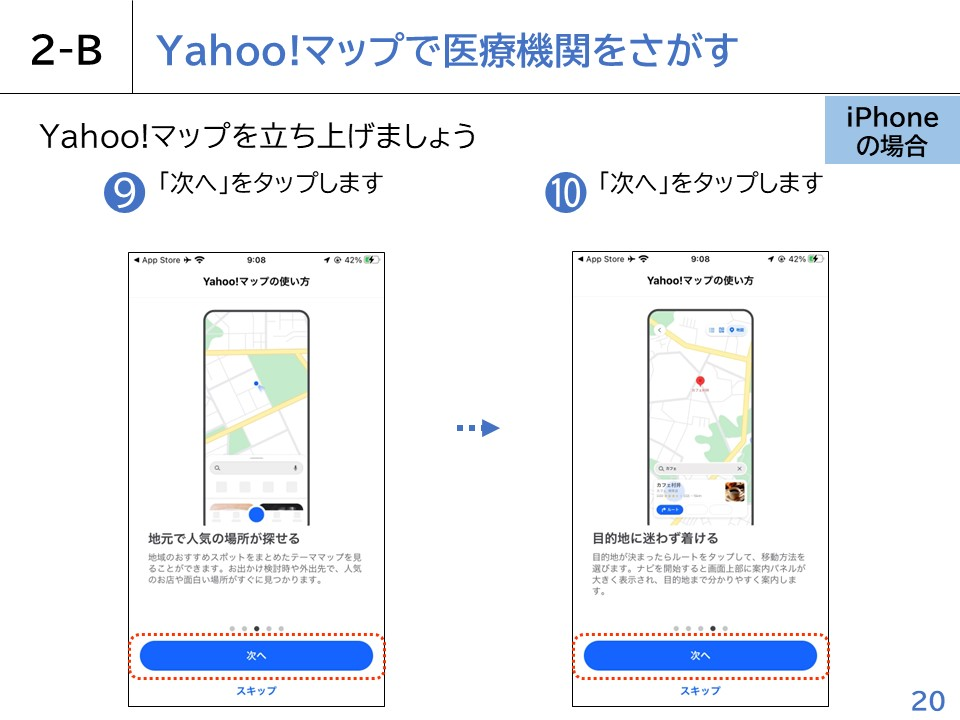 2-B
Yahoo!マップで医療機関をさがす
iPhone
の場合
Yahoo!マップを立ち上げましょう
9 「次へ」をタップします
◀ App Store 9:08 42%
Yahoo!マップの使い方
地元で人気の場所が探せる
地域のおすすめスポットをまとめたテーママップを見
ることができます。お出かけ検討時や外出先で、人気
のお店や面白い場所がすぐに見つかります。
次へ
スキップ
10 「次へ」をタップします
◀ App Store 9:08 42%
Yahoo!マップの使い方
地図
カフェ村井
カフェ
カフェ村井
ルート
目的地に迷わず着ける
目的地が決まったらルートをタップして、移動方法を
選びます。ナビを開始すると画面上部に案内パネルが
大きく表示され、目的地まで分かりやすく案内しま
す。
次へ
スキップ
20